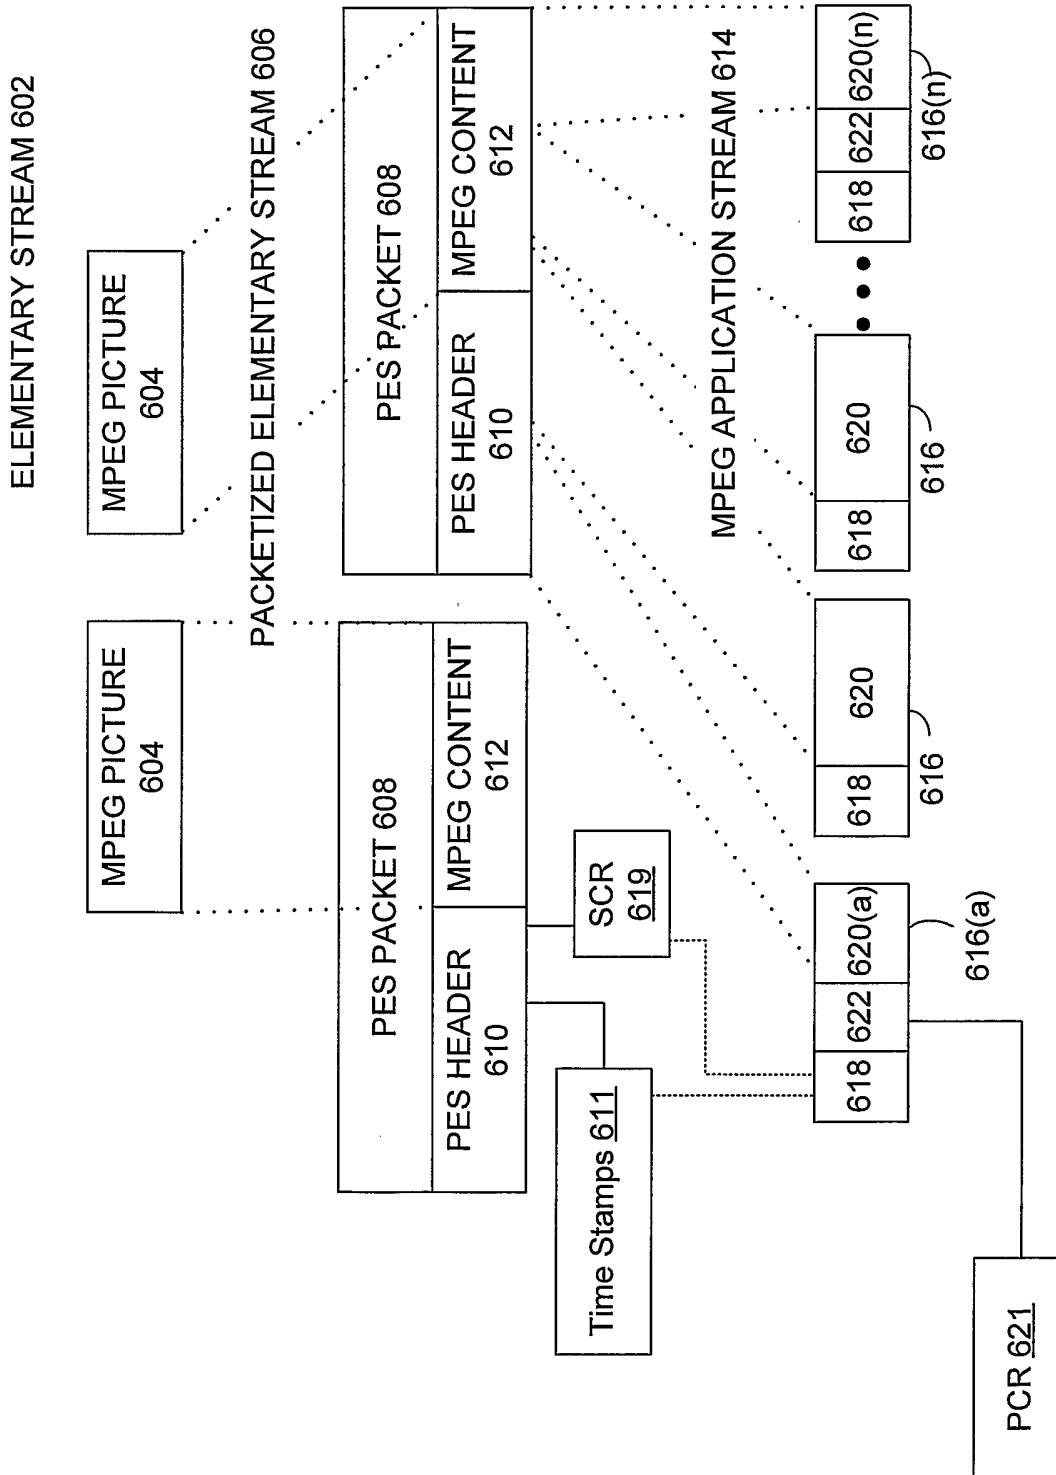 ELEMENTARY STREAM 602
MPEG PICTURE
604
MPEG PICTURE
604
PACKETIZED ELEMENTARY STREAM 606
PES PACKET 608
PES HEADER
610
MPEG CONTENT
612
PES PACKET 608
PES HEADER
610
MPEG CONTENT
612
Time Stamps 611
SCR
619
MPEG APPLICATION STREAM 614
618
622
620(a)
616(a)
618
620
616
618
620
616
618
622
620(n)
616(n)
PCR 621